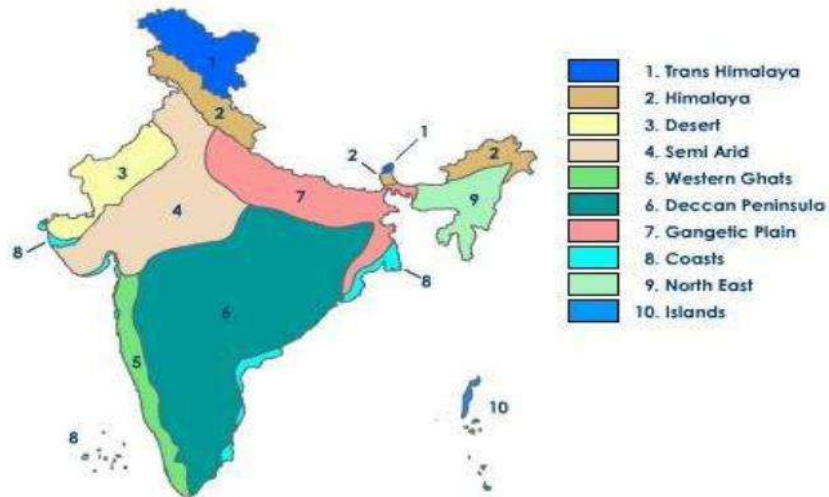 1
2
3
4
5
6
7
8
8
8
2
1
2
9
10
1. Trans Himalaya
2. Himalaya
3. Desert
4. Semi Arid
5. Western Ghats
6. Deccan Peninsula
7. Gangetic Plain
8. Coasts
9. North East
10. Islands